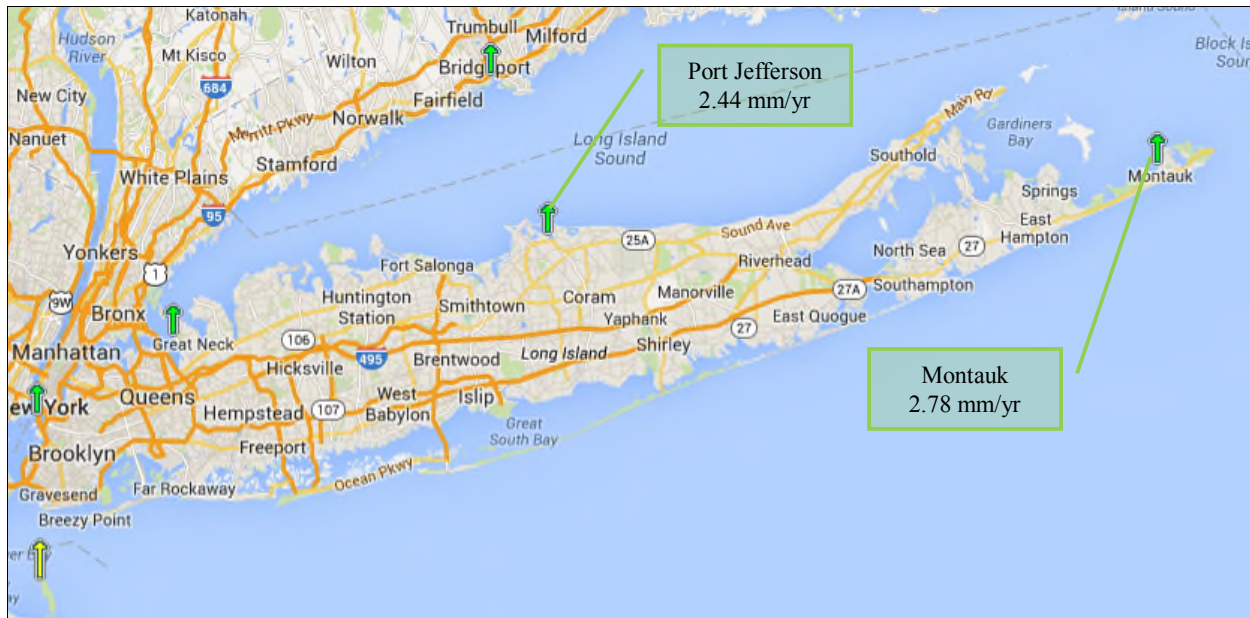 Katonah
Hudson
River
Mt Kisco
684
New City
Nanuet
White Plains
95
Yonkers
1
9W
Bronx
Manhattan
Great Neck
Queens
Brooklyn
Gravesend
Breezy Point
Far Rockaway
Trumbull
Milford
Wilton
Fairfield
Norwalk
Merritt Pkwy
Stamford
Long Island
Sound
Port Jefferson
2.44 mm/yr
Block Is
Main Rd
Gardiners
Bay
Southold
Montauk
Springs
East
Hampton
North Sea
27
Southampton
Sound Ave
25A
Riverhead
27A
East Quogue
Fort Salonga
Huntington
Station
Smithtown
Coram
Manorville
Yaphank
27
Shirley
106
495
Hicksville
Brentwood
Long Island
West
Babylon
Islip
Hempstead
107
Freeport
Great
South Bay
Ocean Pkwy
Montauk
2.78 mm/yr